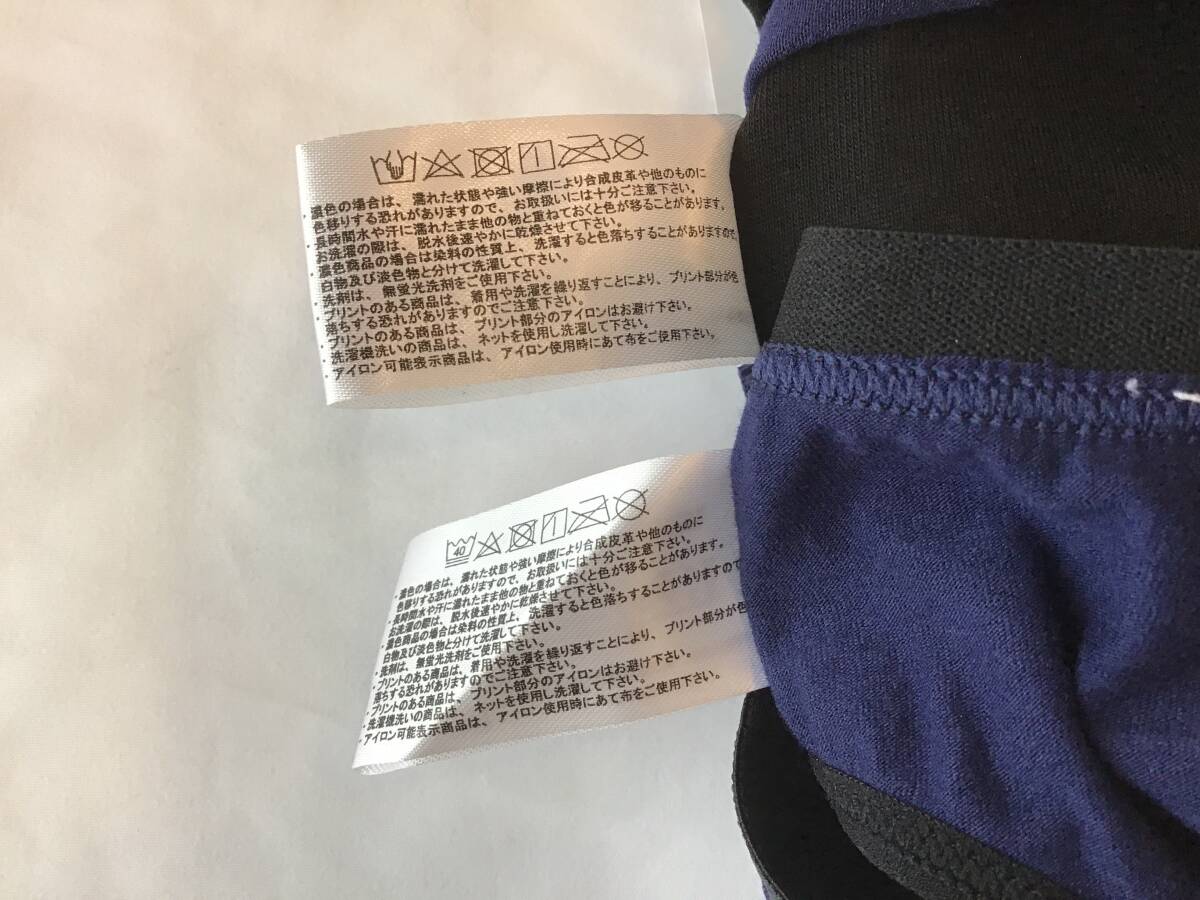 ・濃色の場合は、濡れた状態や強い摩擦により合成皮革や他のものに
色移りする恐れがありますので、お取扱いには十分ご注意下さい。
・長時間水や汗に濡れたまま他の物と重ねておくと色が移ることがあります。
お洗濯の際は、脱水後速やかに乾燥させて下さい。
・濃色商品の場合は染料の性質上、洗濯すると色落ちすることがありますので
白物及び淡色物と分けて洗濯して下さい。
・洗剤は、無蛍光洗剤をご使用下さい。
・プリントのある商品は、着用や洗濯を繰り返すことにより、プリント部分が色
落ちする恐れがありますのでご注意下さい。
・プリントのある商品は、プリント部分のアイロンはお避け下さい。
・洗濯機洗いの商品は、ネットを使用し洗濯して下さい。
・アイロン可能表示商品は、アイロン使用時にあて布をご使用下さい。
40
・濃色の場合は、濡れた状態や強い摩擦により合成皮革や他のものに
色移りする恐れがありますので、お取扱いには十分ご注意下さい。
・長時間水や汗に濡れたまま他の物と重ねておくと色が移ることがあります。
お洗濯の際は、脱水後速やかに乾燥させて下さい。
・濃色商品の場合は染料の性質上、洗濯すると色落ちすることがありますので
白物及び淡色物と分けて洗濯して下さい。
・洗剤は、無蛍光洗剤をご使用下さい。
・プリントのある商品は、着用や洗濯を繰り返すことにより、プリント部分が色
落ちする恐れがありますのでご注意下さい。
・プリントのある商品は、プリント部分のアイロンはお避け下さい。
・洗濯機洗いの商品は、ネットを使用し洗濯して下さい。
・アイロン可能表示商品は、アイロン使用時にあて布をご使用下さい。